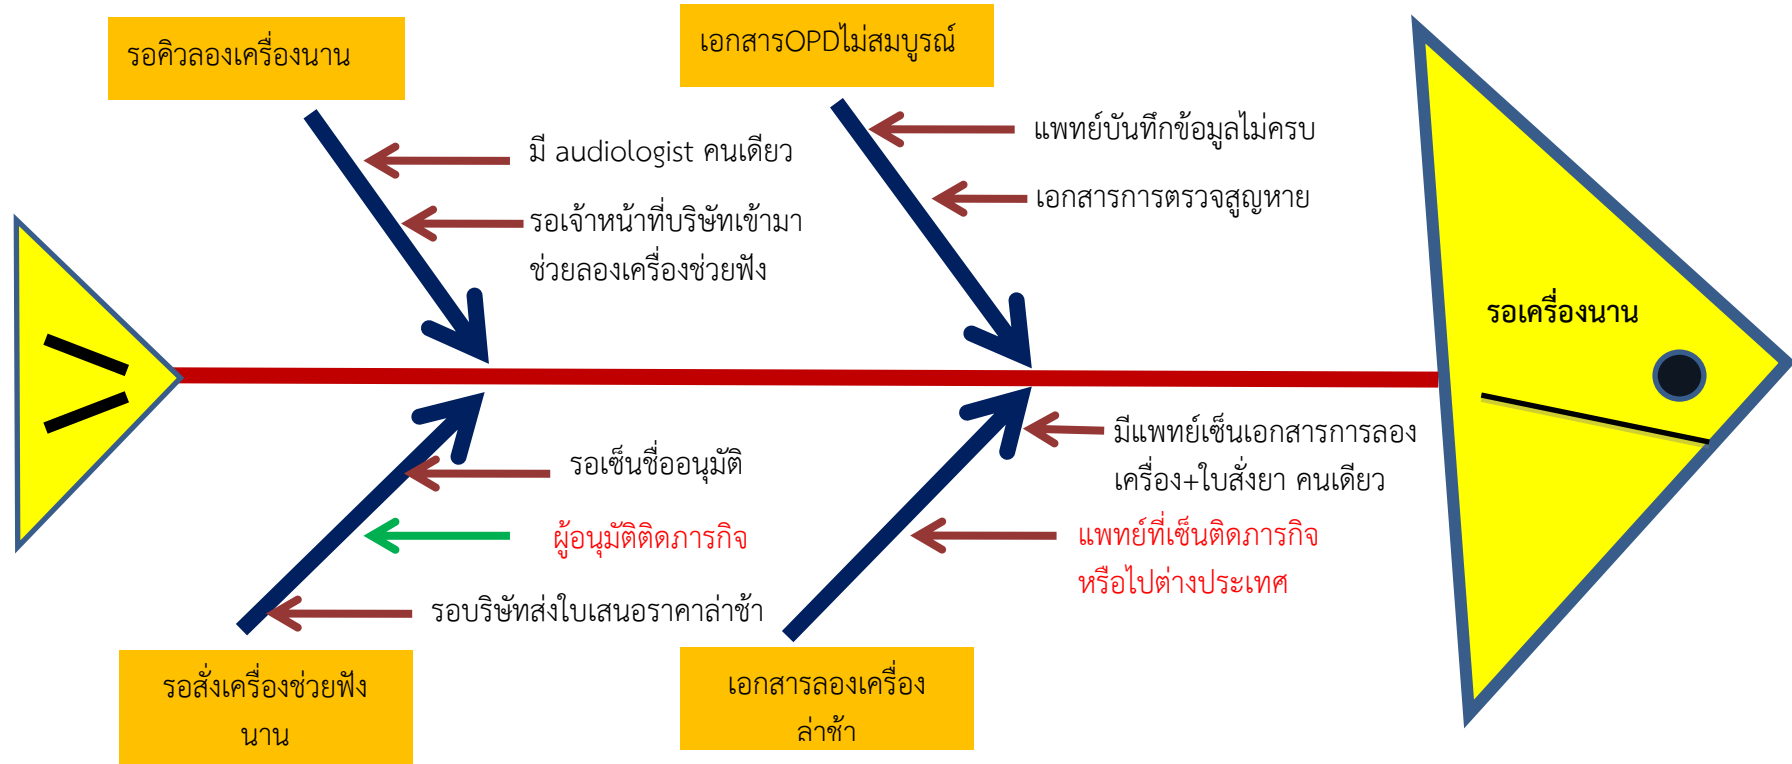 รอคิวลองเครื่องนาน
เอกสารOPDไม่สมบูรณ์
มี audiologist คนเดียว
รอเจ้าหน้าที่บริษัทเข้ามา
ช่วยลองเครื่องช่วยฟัง
แพทย์บันทึกข้อมูลไม่ครบ
เอกสารการตรวจสูญหาย
รอเครื่องนาน
รอเซ็นชื่ออนุมัติ
ผู้อนุมัติติดภารกิจ
รอบริษัทส่งใบเสนอราคาล่าช้า
มีแพทย์เซ็นเอกสารการลอง
เครื่อง+ใบสั่งยา คนเดียว
แพทย์ที่เซ็นติดภารกิจ
หรือไปต่างประเทศ
รอสั่งเครื่องช่วยฟัง
นาน
เอกสารลองเครื่อง
ล่าช้า